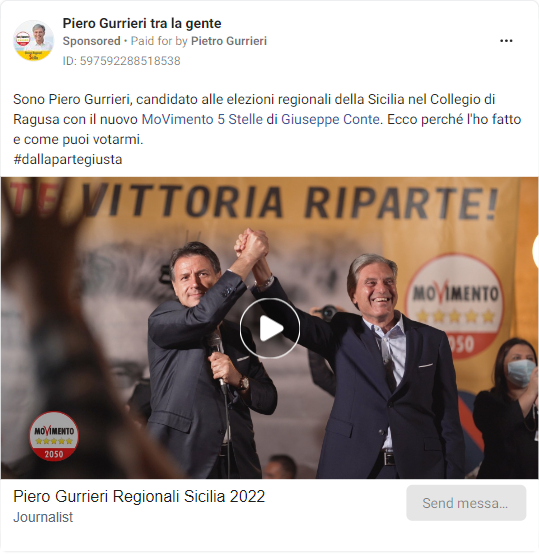 Piero Gurrieri tra la gente
Sponsored • Paid for by Pietro Gurrieri
ID: 597592288518538
Sono Piero Gurrieri, candidato alle elezioni regionali della Sicilia nel Collegio di
Ragusa con il nuovo MoVimento 5 Stelle di Giuseppe Conte. Ecco perché l'ho fatto
e come puoi votarmi.
#dallapartegiusta
TE VITTORIA RIPARTE!
MOVIMENTO
2050
MOVIMENTO
2050
Piero Gurrieri Regionali Sicilia 2022
Journalist
Send messa...